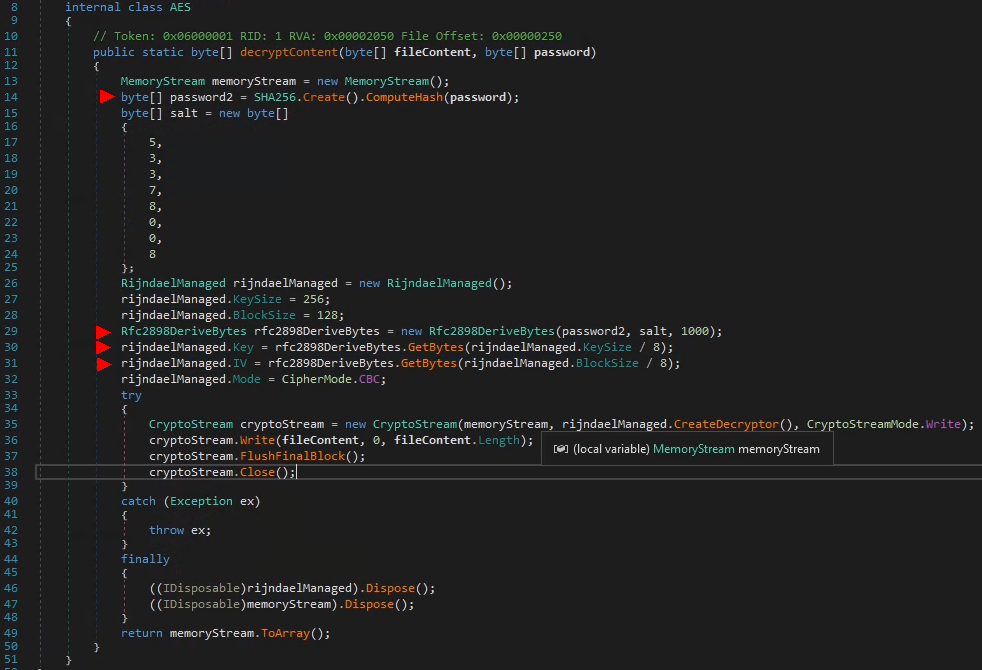 8 internal class AES
9 {
10 // Token: 0x06000001 RID: 1 RVA: 0x00002050 File Offset: 0x00000250
11 public static byte[] decryptContent(byte[] fileContent, byte[] password)
12 {
13 MemoryStream memoryStream = new MemoryStream();
14 byte[] password2 = SHA256.Create().ComputeHash(password);
15 byte[] salt = new byte[]
16 {
17 5,
18 3,
19 3,
20 7,
21 8,
22 0,
23 0,
24 8
25 };
26 RijndaelManaged rijndaelManaged = new RijndaelManaged();
27 rijndaelManaged.KeySize = 256;
28 rijndaelManaged.BlockSize = 128;
29 Rfc2898DeriveBytes rfc2898DeriveBytes = new Rfc2898DeriveBytes(password2, salt, 1000);
30 rijndaelManaged.Key = rfc2898DeriveBytes.GetBytes(rijndaelManaged.KeySize / 8);
31 rijndaelManaged.IV = rfc2898DeriveBytes.GetBytes(rijndaelManaged.BlockSize / 8);
32 rijndaelManaged.Mode = CipherMode.CBC;
33 try
34 {
35 CryptoStream cryptoStream = new CryptoStream(memoryStream, rijndaelManaged.CreateDecryptor(), CryptoStreamMode.Write);
36 cryptoStream.Write(fileContent, 0, fileContent.Length);
(local variable) MemoryStream memoryStream
37 cryptoStream.FlushFinalBlock();
38 cryptoStream.Close();
39 }
40 catch (Exception ex)
41 {
42 throw ex;
43 }
44 finally
45 {
46 ((IDisposable)rijndaelManaged).Dispose();
47 ((IDisposable)memoryStream).Dispose();
48 }
49 return memoryStream.ToArray();
50 }
51 }